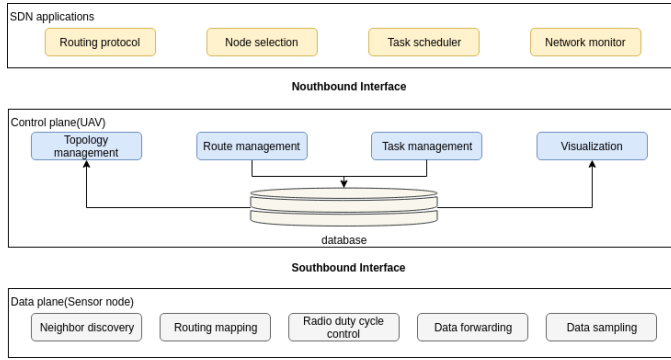 SDN applications
Routing protocol
Node selection
Task scheduler
Network monitor
Nouthbound Interface
Control plane(UAV)
Topology
management
Route management
Task management
Visualization
database
Southbound Interface
Data plane(Sensor node)
Neighbor discovery
Routing mapping
Radio duty cycle
control
Data forwarding
Data sampling